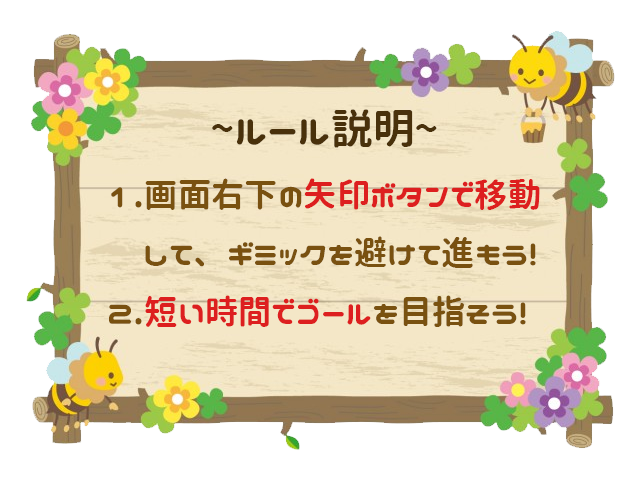 ~ルール説明~
1.画面右下の矢印ボタンで移動
して、ギミックを避けて進もう!
2.短い時間でゴールを目指そう!